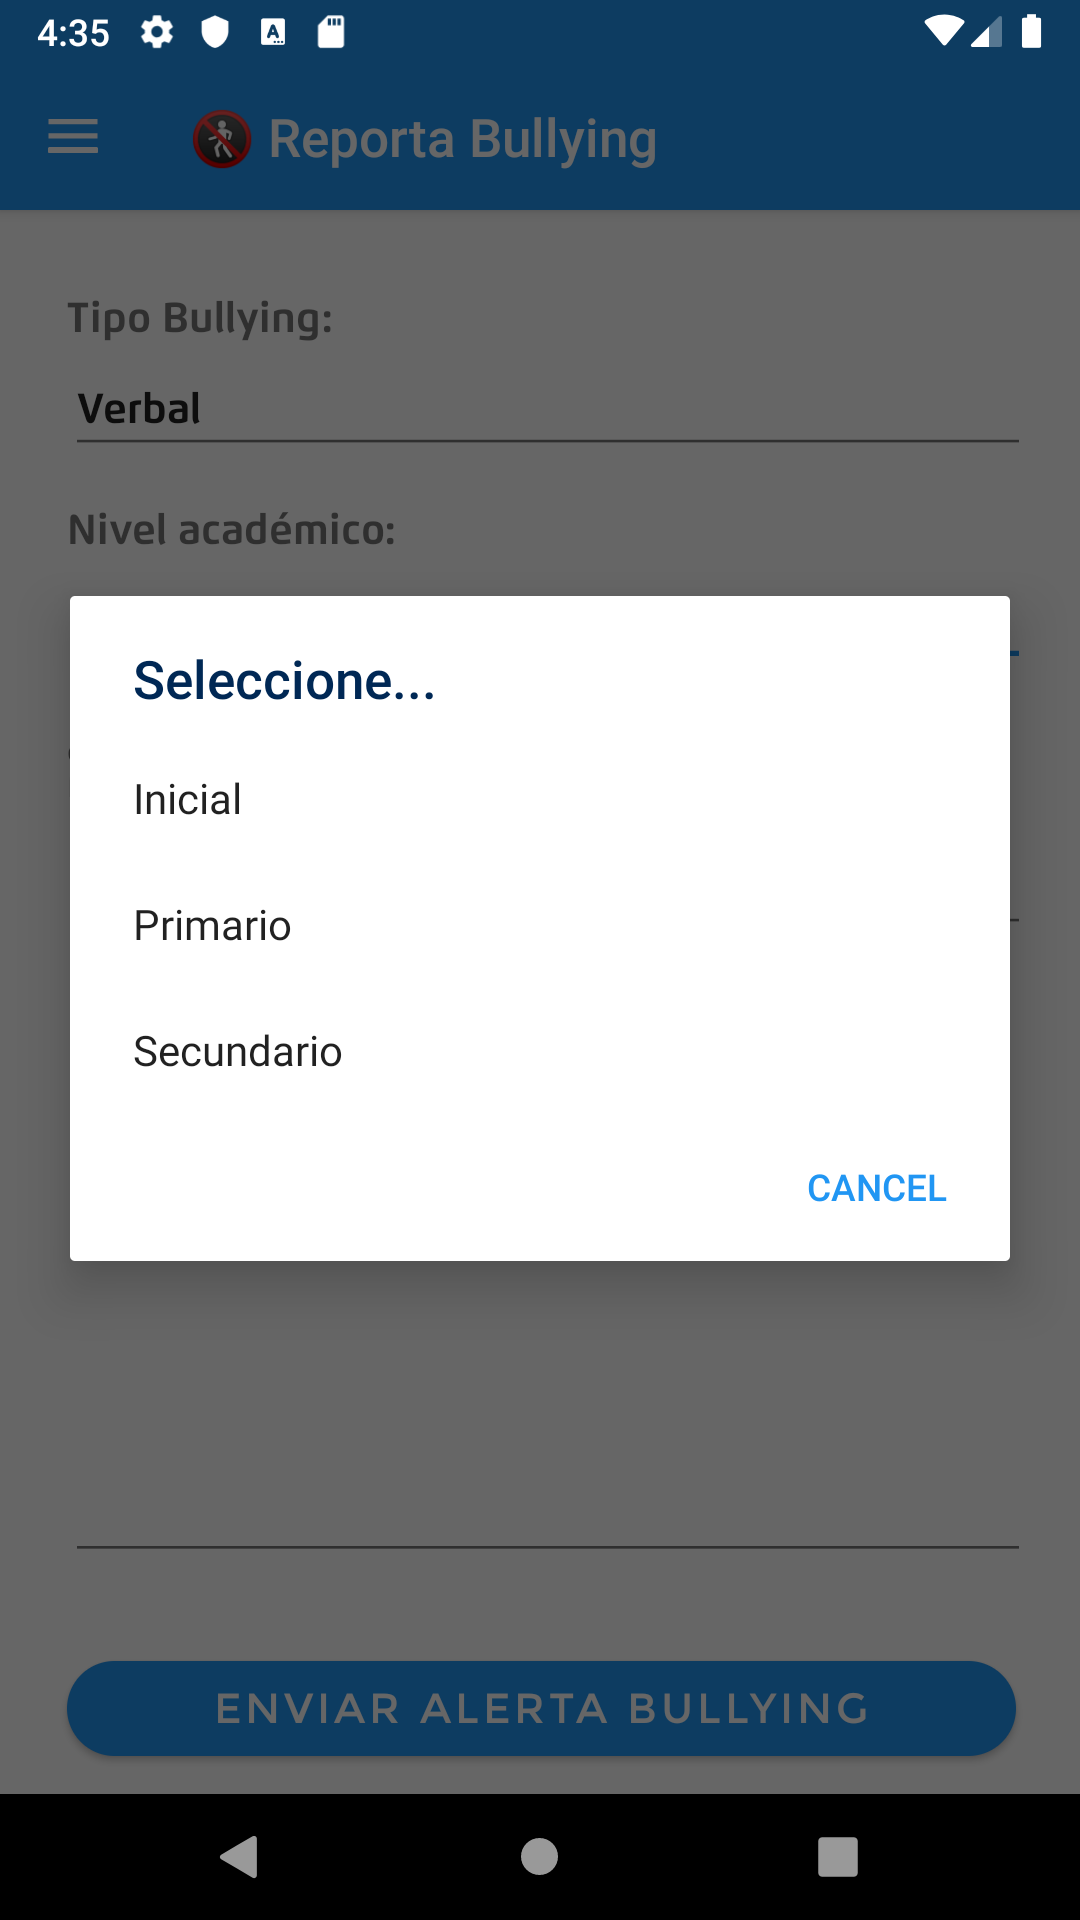 4:35
Reporta Bullying
Tipo Bullying:
Verbal
Nivel académico:
Seleccione...
Inicial
Primario
Secundario
CANCEL
ENVIAR ALERTA BULLYING